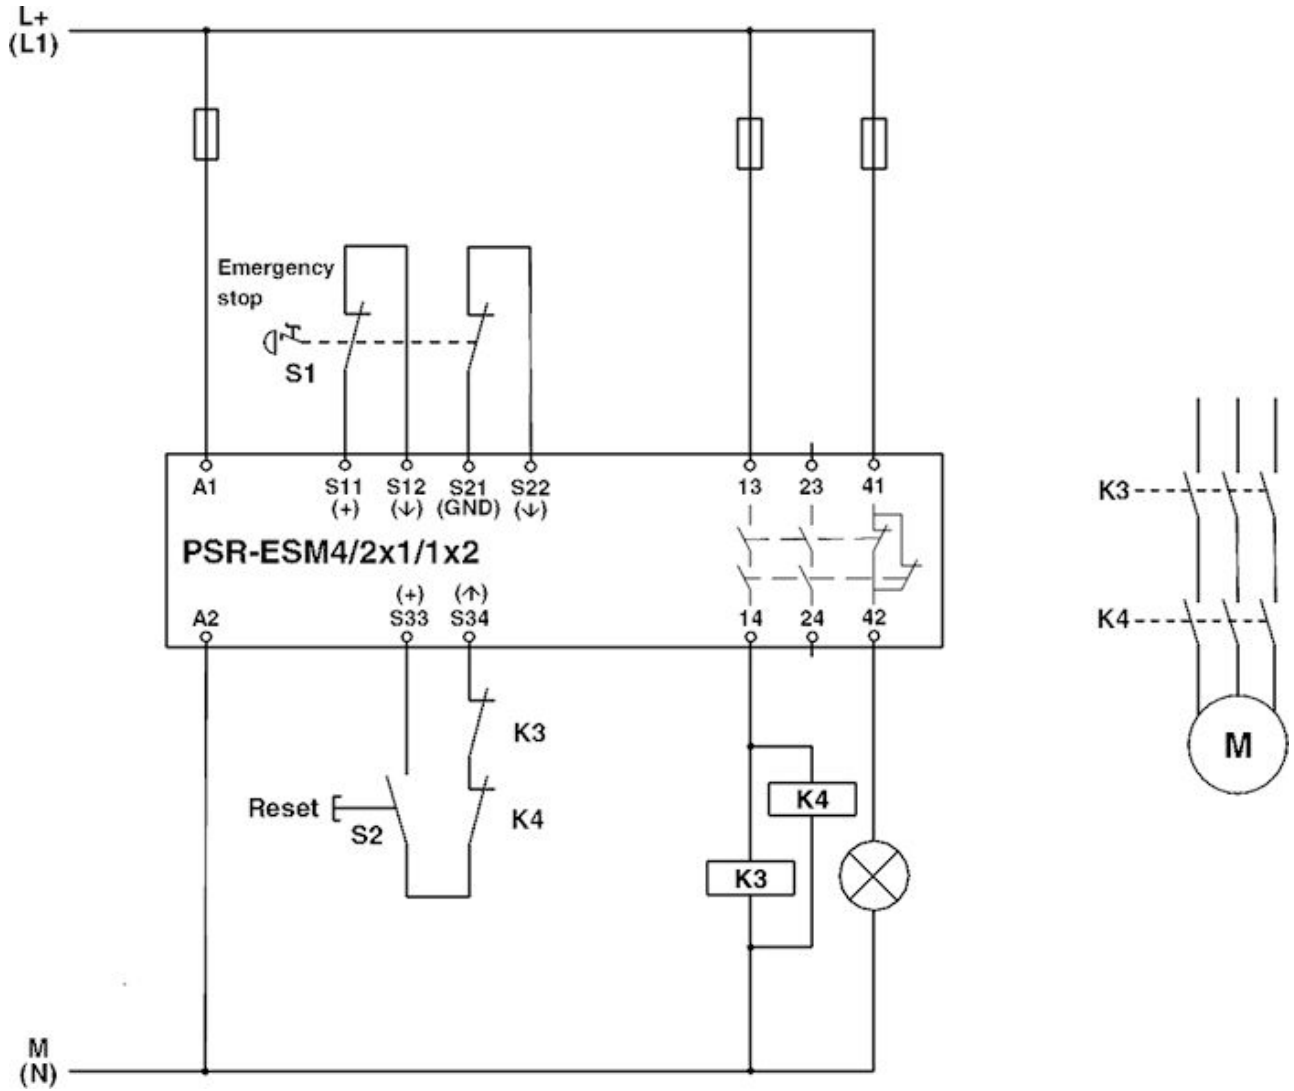 L+
(L1)
Emergency
stop
S1
A1 S11 S12 S21 S22 13 23 41
(+) (↓) (GND) (↓)
PSR-ESM4/2x1/1x2
(+) (↑)
A2 S33 S34 14 24 42
K3
K4
Reset S2
K4
K3
M
(N)
K3
K4
M